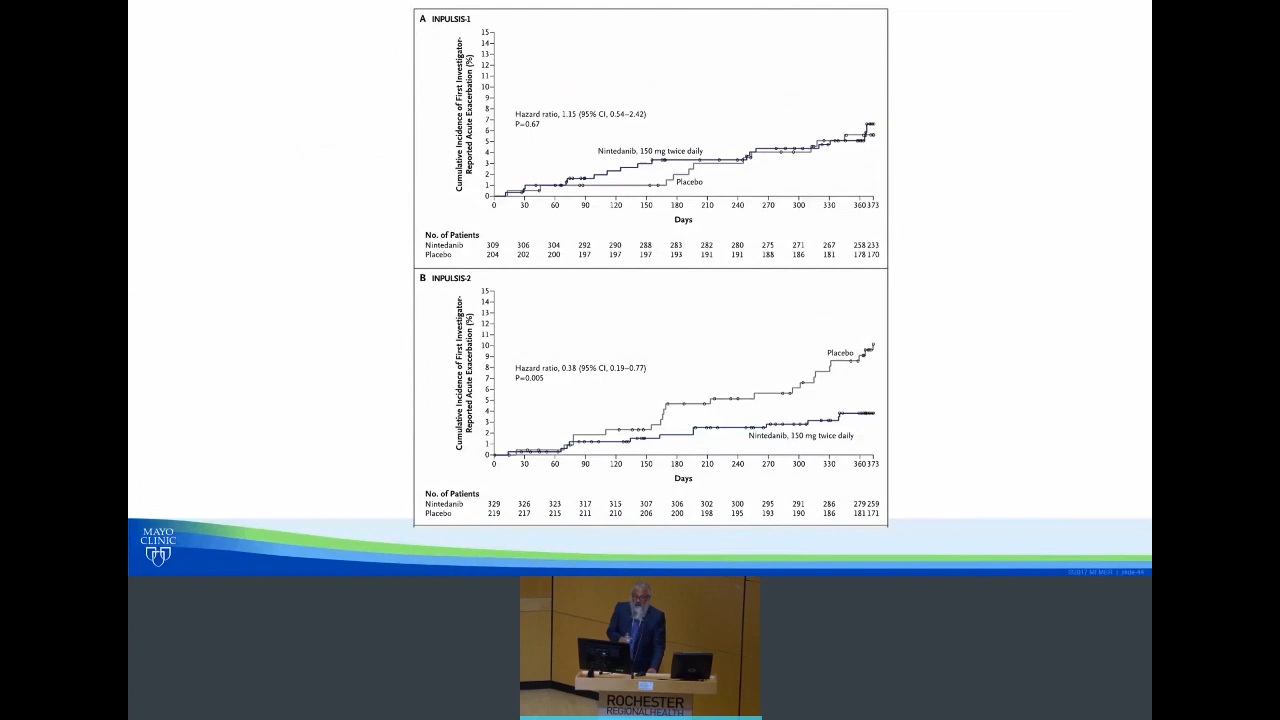 A INPULSIS-1
Cumulative Incidence of First Investigator-
Reported Acute Exacerbation (%)
15
14
13
12
11
10
9
8
7
6
5
4
3
2
1
0
Hazard ratio, 1.15 (95% CI, 0.54–2.42)
P=0.67
Nintedanib, 150 mg twice daily
Placebo
0 30 60 90 120 150 180 210 240 270 300 330 360 373
Days
No. of Patients
Nintedanib 309 306 304 292 290 288 283 282 280 275 271 267 258 233
Placebo 204 202 200 197 197 197 193 191 191 188 186 181 178 170
B INPULSIS-2
Cumulative Incidence of First Investigator-
Reported Acute Exacerbation (%)
15
14
13
12
11
10
9
8
7
6
5
4
3
2
1
0
Hazard ratio, 0.38 (95% CI, 0.19–0.77)
P=0.005
Placebo
Nintedanib, 150 mg twice daily
0 30 60 90 120 150 180 210 240 270 300 330 360 373
Days
No. of Patients
Nintedanib 329 326 323 317 315 307 306 302 300 295 291 286 279 259
Placebo 219 217 215 211 210 206 200 198 195 193 190 186 181 171
MAYO
CLINIC
©2017 MFMER | slide-44
ROCHESTER
REGIONAL HEALTH